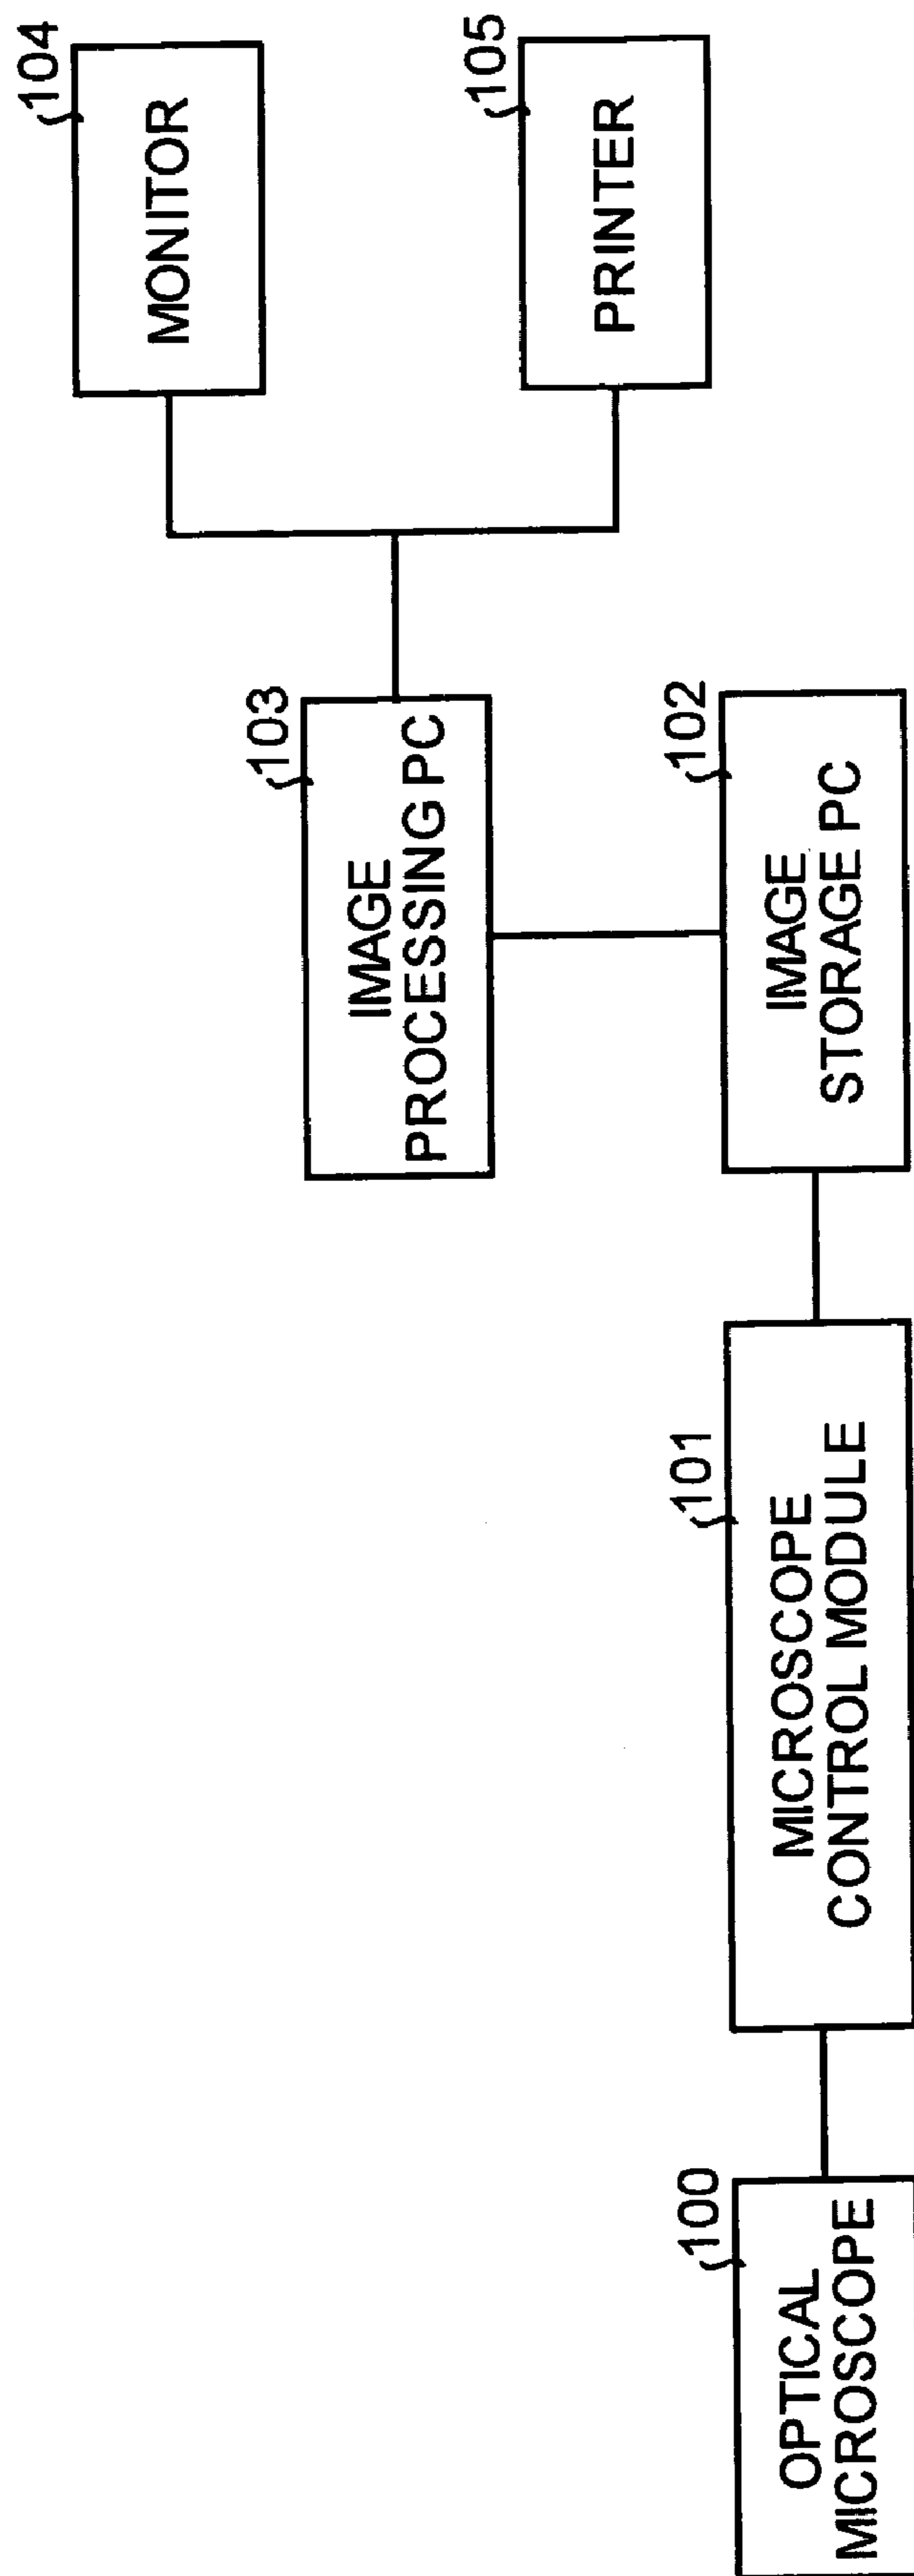 104
MONITOR
105
PRINTER
103
IMAGE
PROCESSING PC
102
IMAGE
STORAGE PC
101
MICROSCOPE
CONTROL MODULE
100
OPTICAL
MICROSCOPE